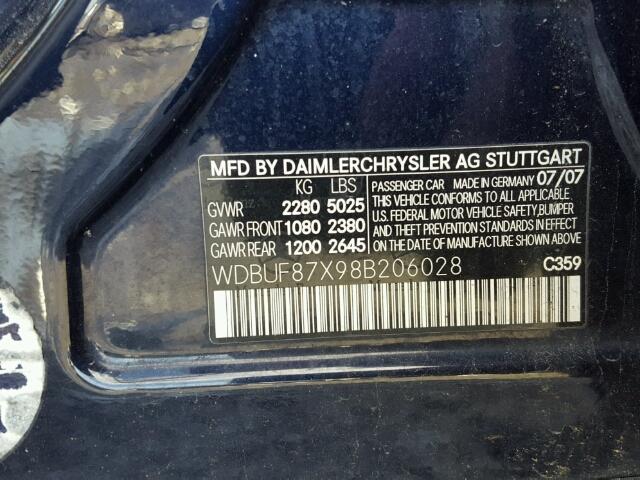 MFD BY DAIMLERCHRYSLER AG STUTTGART
KG LBS
GVWR 2280 5025
GAWR FRONT 1080 2380
GAWR REAR 1200 2645
PASSENGER CAR MADE IN GERMANY 07/07
THIS VEHICLE CONFORMS TO ALL APPLICABLE
U.S. FEDERAL MOTOR VEHICLE SAFETY, BUMPER
AND THEFT PREVENTION STANDARDS IN EFFECT
ON DATE OF MANUFACTURE SHOWN ABOVE.
WDBUF87X98B206028 C359